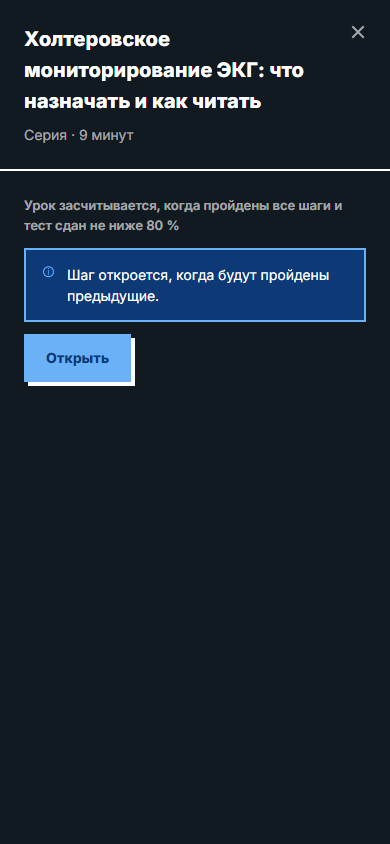 Холтеровское
мониторирование ЭКГ: что
назначать и как читать
Серия · 9 минут
Урок засчитывается, когда пройдены все шаги и
тест сдан не ниже 80 %
Шаг откроется, когда будут пройдены
предыдущие.
Открыть